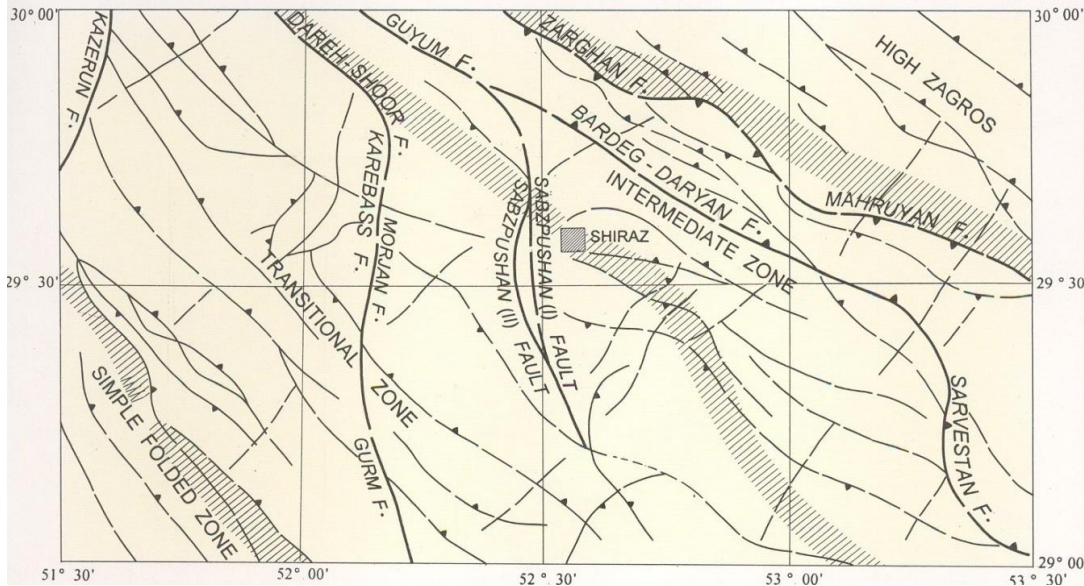 30° 00'
30° 00'
KAZERUN F.
DAREH-SHOOR F.
GUYUM F.
ZARGHAN F.
HIGH ZAGROS
BARDEG - DARYAN F.
INTERMEDIATE ZONE
MAHRUYAN F.
KAREBASS F.
MORJAN F.
SABZPUSHAN (I) FAULT
SABZPUSHAN (II) FAULT
SHIRAZ
29° 30'
29° 30'
TRANSITIONAL ZONE
SIMPLE FOLDED ZONE
GURM F.
SARVESTAN F.
29° 00'
51° 30'
52° 00'
52° 30'
53° 00'
53° 30'